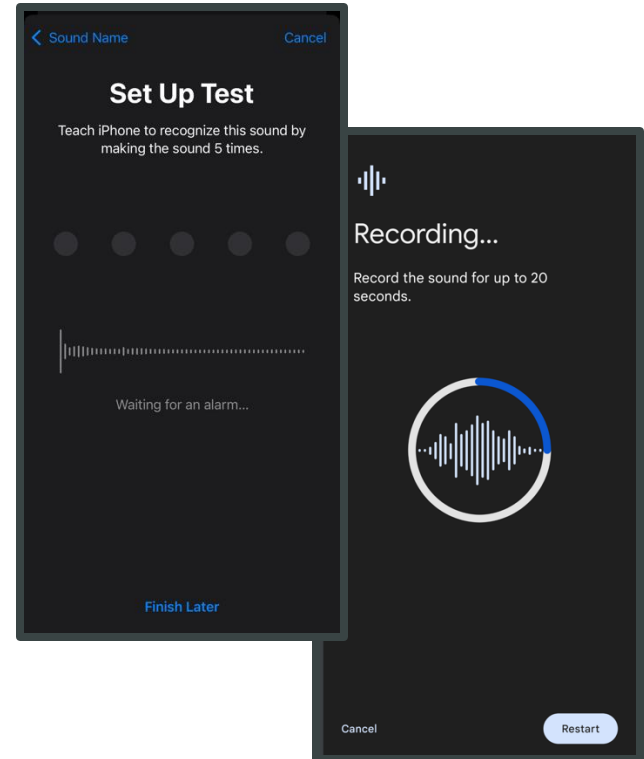 Sound Name
Cancel
Set Up Test
Teach iPhone to recognize this sound by
making the sound 5 times.
Waiting for an alarm...
Finish Later
Recording...
Record the sound for up to 20
seconds.
Cancel
Restart